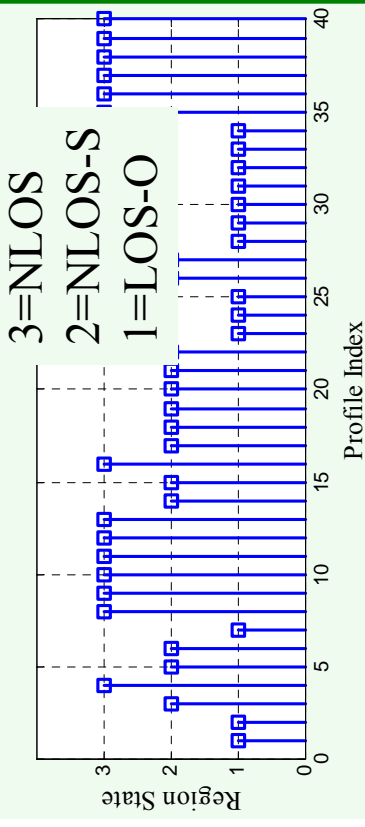 3=NLOS
2=NLOS-S
1=LOS-O
Region State
3
2
1
0
0
5
10
15
20
25
30
35
40
Profile Index